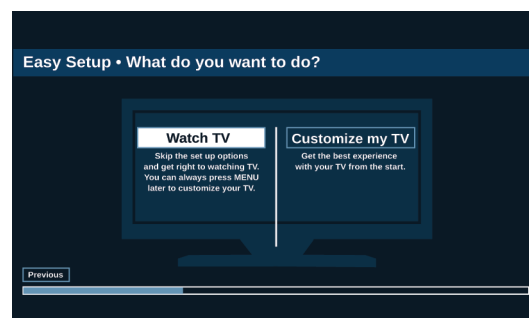 Easy Setup • What do you want to do?
Watch TV
Skip the set up options
and get right to watching TV.
You can always press MENU
later to customize your TV.
Customize my TV
Get the best experience
with your TV from the start.
Previous